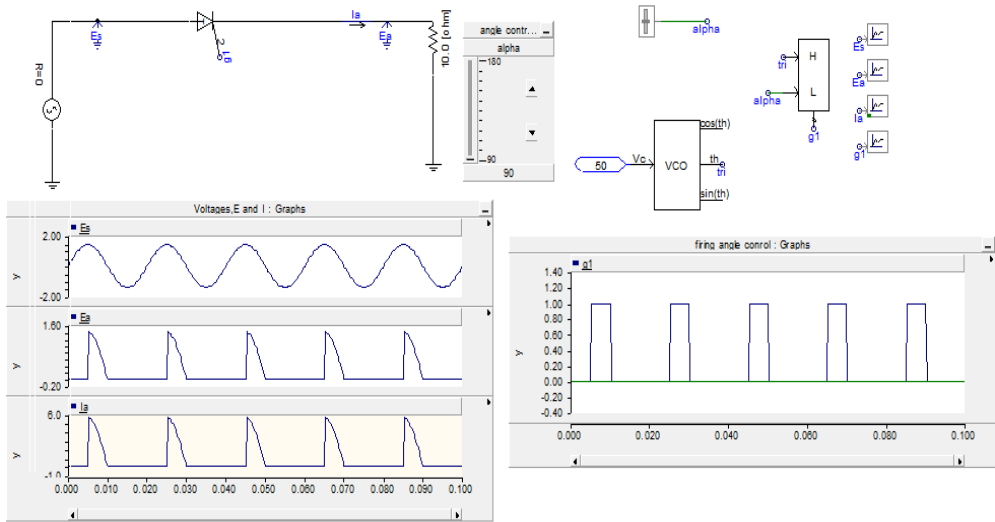 Es
Ia
Ea
10.0 [ohm]
2
g1
R=0
angle contr...
alpha
180
90
90
alpha
tri
H
alpha
L
g1
Es
Ea
Ia
g1
50
Vc
VCO
cos(th)
th
tri
sin(th)
Voltages,E and I : Graphs
Es
2.00
y
-2.00
Ea
1.60
y
-0.20
Ia
6.0
y
-1.0
0.000 0.010 0.020 0.030 0.040 0.050 0.060 0.070 0.080 0.090 0.100
firing angle conrol : Graphs
g1
1.40
1.20
1.00
0.80
0.60
0.40
0.20
0.00
-0.20
-0.40
y
0.000 0.020 0.040 0.060 0.080 0.100